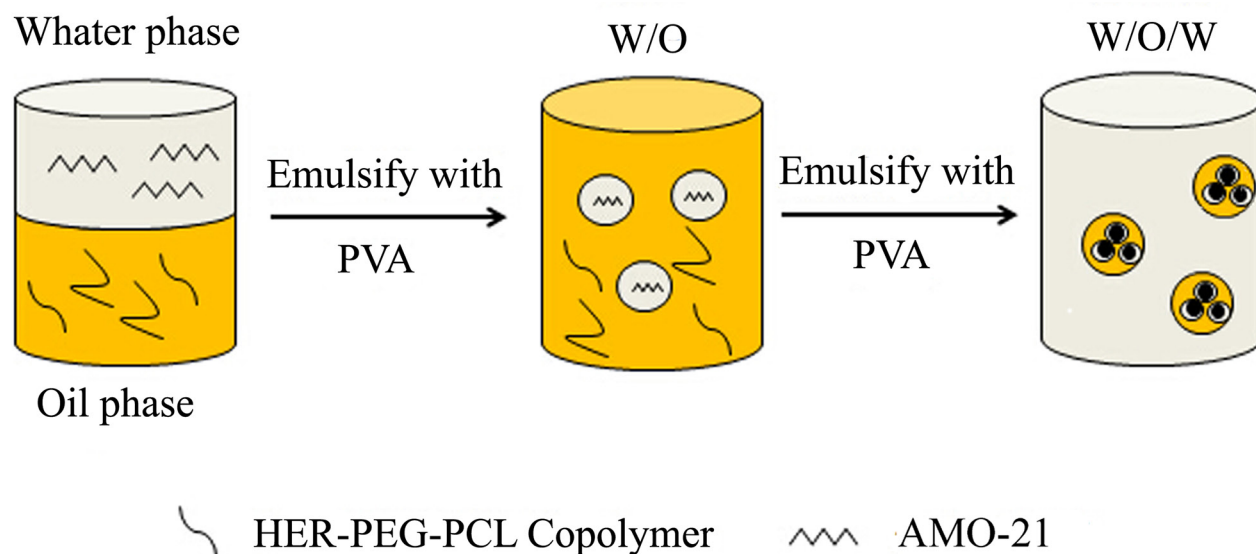 Whater phase
W/O
W/O/W
Emulsify with
PVA
Emulsify with
PVA
Oil phase
HER-PEG-PCL Copolymer
AMO-21